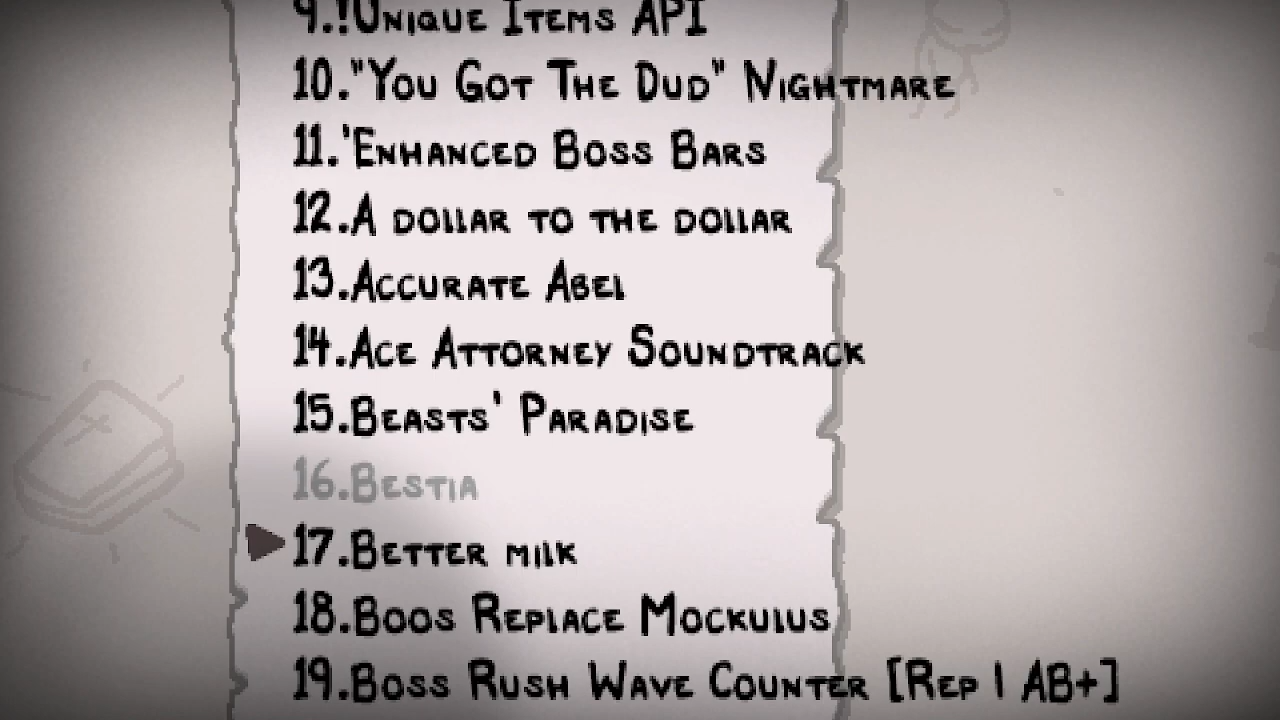 9.!Unique Items API
10."You Got The Dud" Nightmare
11.'Enhanced Boss Bars
12.A dollar to the dollar
13.Accurate Abel
14.Ace Attorney Soundtrack
15.Beasts' Paradise
16.Bestia
17.Better milk
18.Boos Replace Mockulus
19.Boss Rush Wave Counter [Rep | AB+]